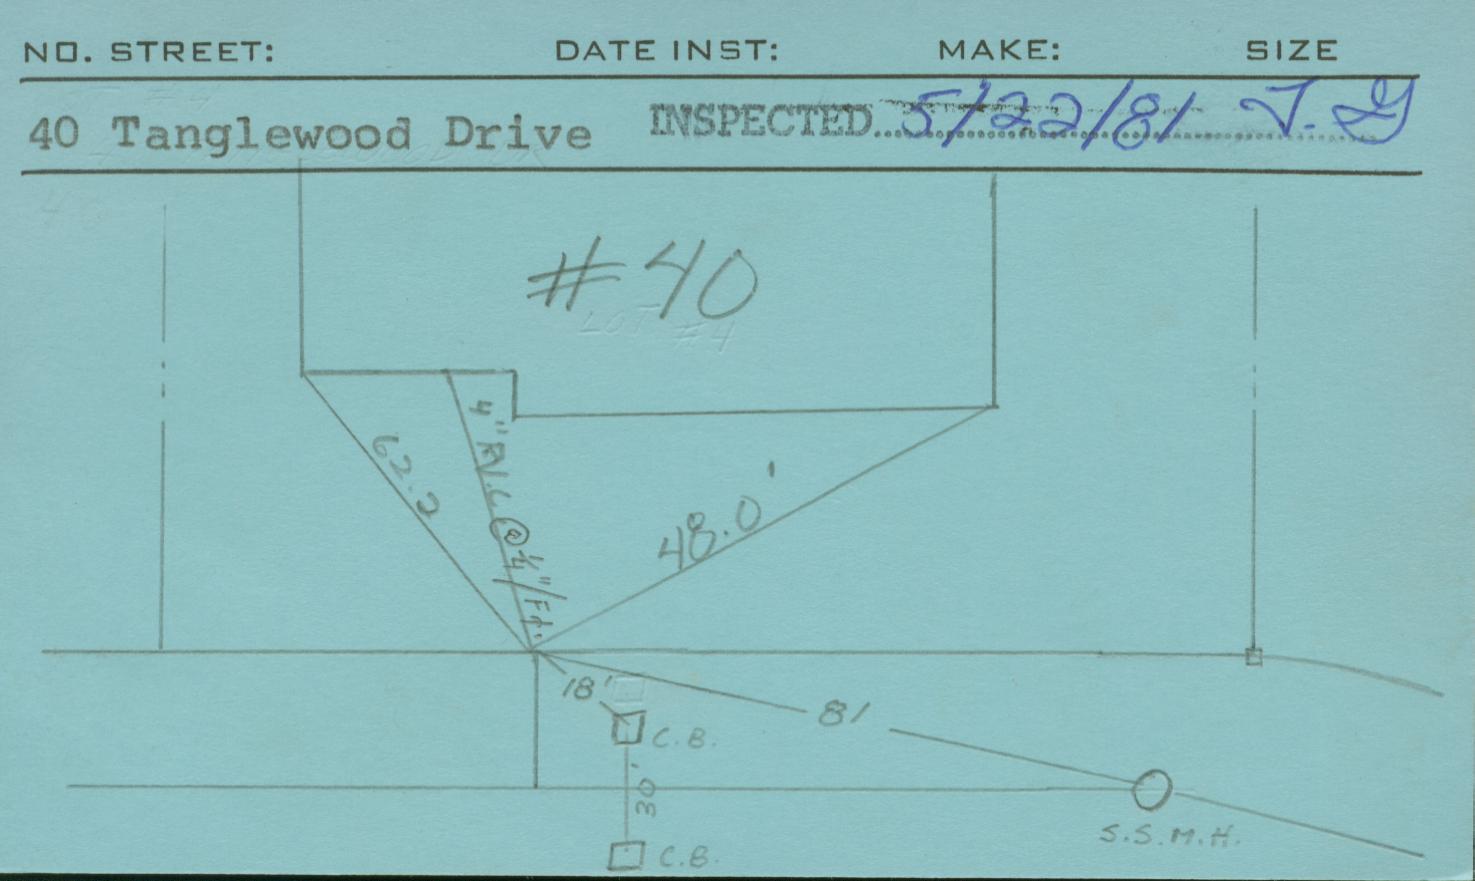 NO. STREET: DATE INST: MAKE: SIZE
40 Tanglewood Drive INSPECTED 5/22/81 J. G
#40
LOT #4
62.2
4" P.V.C. @ 1/4"/Ft.
48.0'
18'
81
C.B.
30'
S.S.M.H.
C.B.